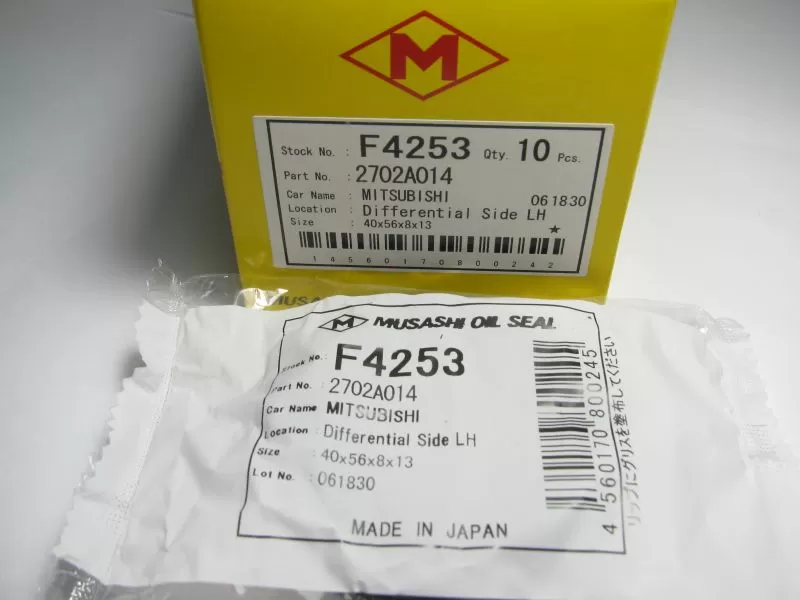 M
Stock No. : F4253 Qty. 10 Pcs.
Part No. : 2702A014
Car Name : MITSUBISHI 061830
Location : Differential Side LH
Size : 40x56x8x13 ★
1 4 5 6 0 1 7 0 8 0 0 2 4 2
MUSASHI
M MUSASHI OIL SEAL
Stock No. : F4253
Part No. : 2702A014
Car Name : MITSUBISHI
Location : Differential Side LH
Size : 40x56x8x13
Lot No. : 061830
MADE IN JAPAN
4 560170 800245
リップにグリスを塗布してください